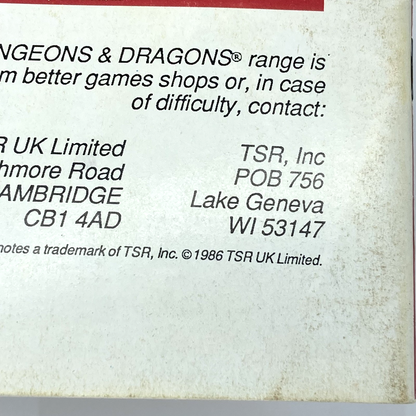 NGEONS & DRAGONS® range is
m better games shops or, in case
of difficulty, contact:
R UK Limited
hmore Road
AMBRIDGE
CB1 4AD
TSR, Inc
POB 756
Lake Geneva
WI 53147
notes a trademark of TSR, Inc. © 1986 TSR UK Limited.